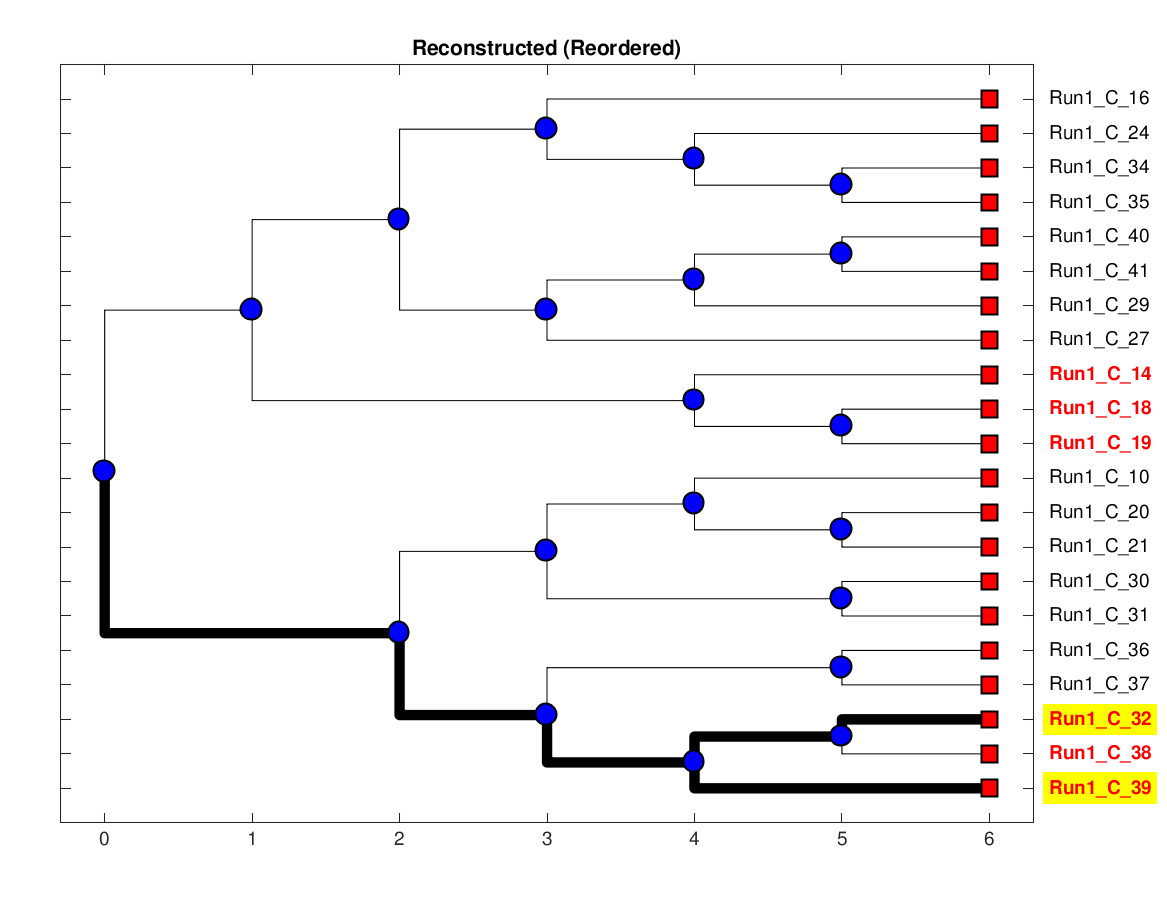 Reconstructed (Reordered)
Run1_C_16
Run1_C_24
Run1_C_34
Run1_C_35
Run1_C_40
Run1_C_41
Run1_C_29
Run1_C_27
Run1_C_14
Run1_C_18
Run1_C_19
Run1_C_10
Run1_C_20
Run1_C_21
Run1_C_30
Run1_C_31
Run1_C_36
Run1_C_37
Run1_C_32
Run1_C_38
Run1_C_39
0 1 2 3 4 5 6